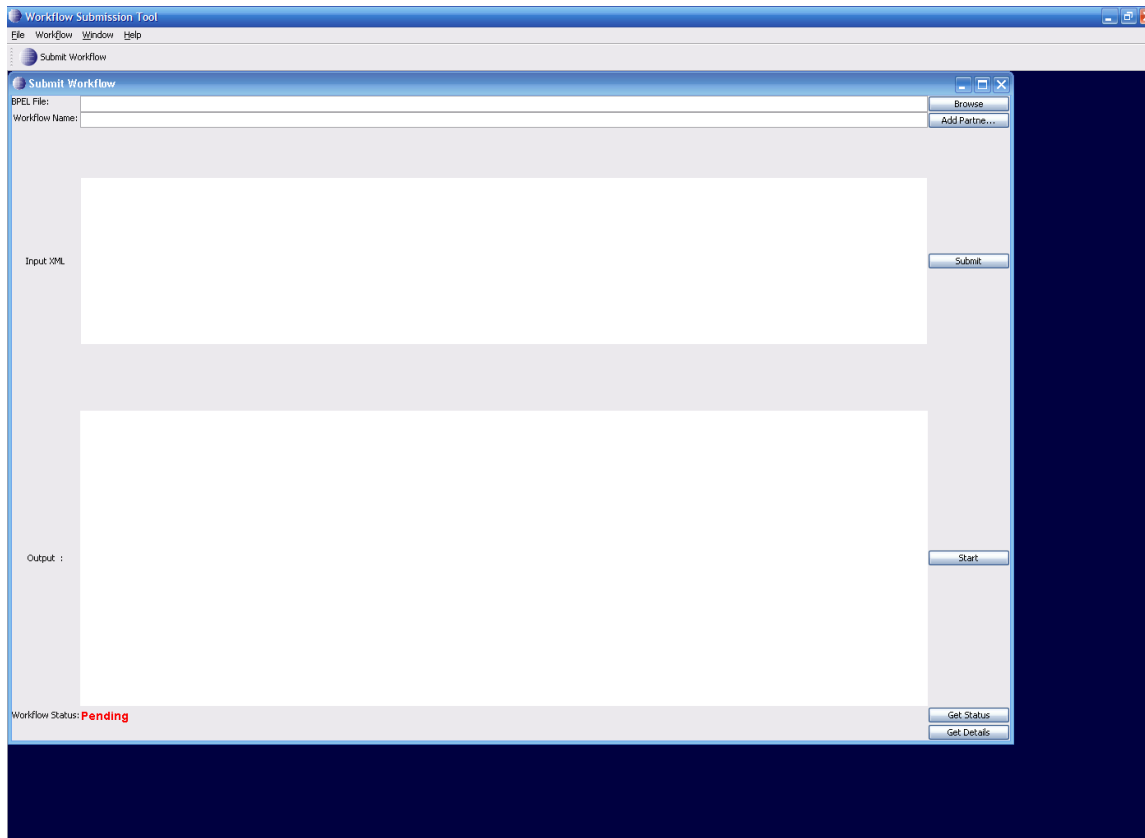 Workflow Submission Tool
File Workflow Window Help
Submit Workflow
Submit Workflow
BPEL File:
Browse
Workflow Name:
Add Partne...
Input XML
Submit
Output :
Start
Workflow Status: Pending
Get Status
Get Details